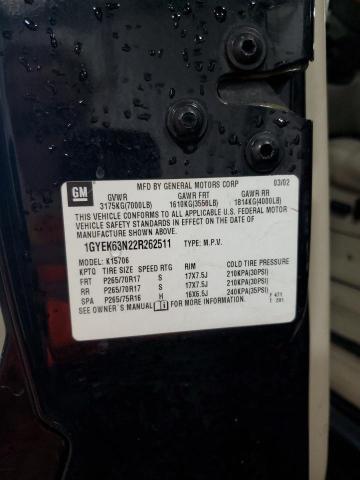 GM
MFD BY GENERAL MOTORS CORP 03/02
GVWR GAWR FRT GAWR RR
3175KG(7000LB) 1610KG(3550LB) 1814KG(4000LB)
THIS VEHICLE CONFORMS TO ALL APPLICABLE U.S. FEDERAL MOTOR
VEHICLE SAFETY STANDARDS IN EFFECT ON THE DATE OF
MANUFACTURE SHOWN ABOVE.
1GYEK63N22R262511 TYPE: M.P.V.
MODEL: K15706
KPTQ TIRE SIZE SPEED RTG RIM COLD TIRE PRESSURE
FRT P265/70R17 S 17X7.5J 210KPA(30PSI)
RR P265/70R17 S 17X7.5J 210KPA(30PSI)
SPA P265/75R16 H 16X6.5J 240KPA(35PSI)
SEE OWNER'S MANUAL FOR MORE INFORMATION